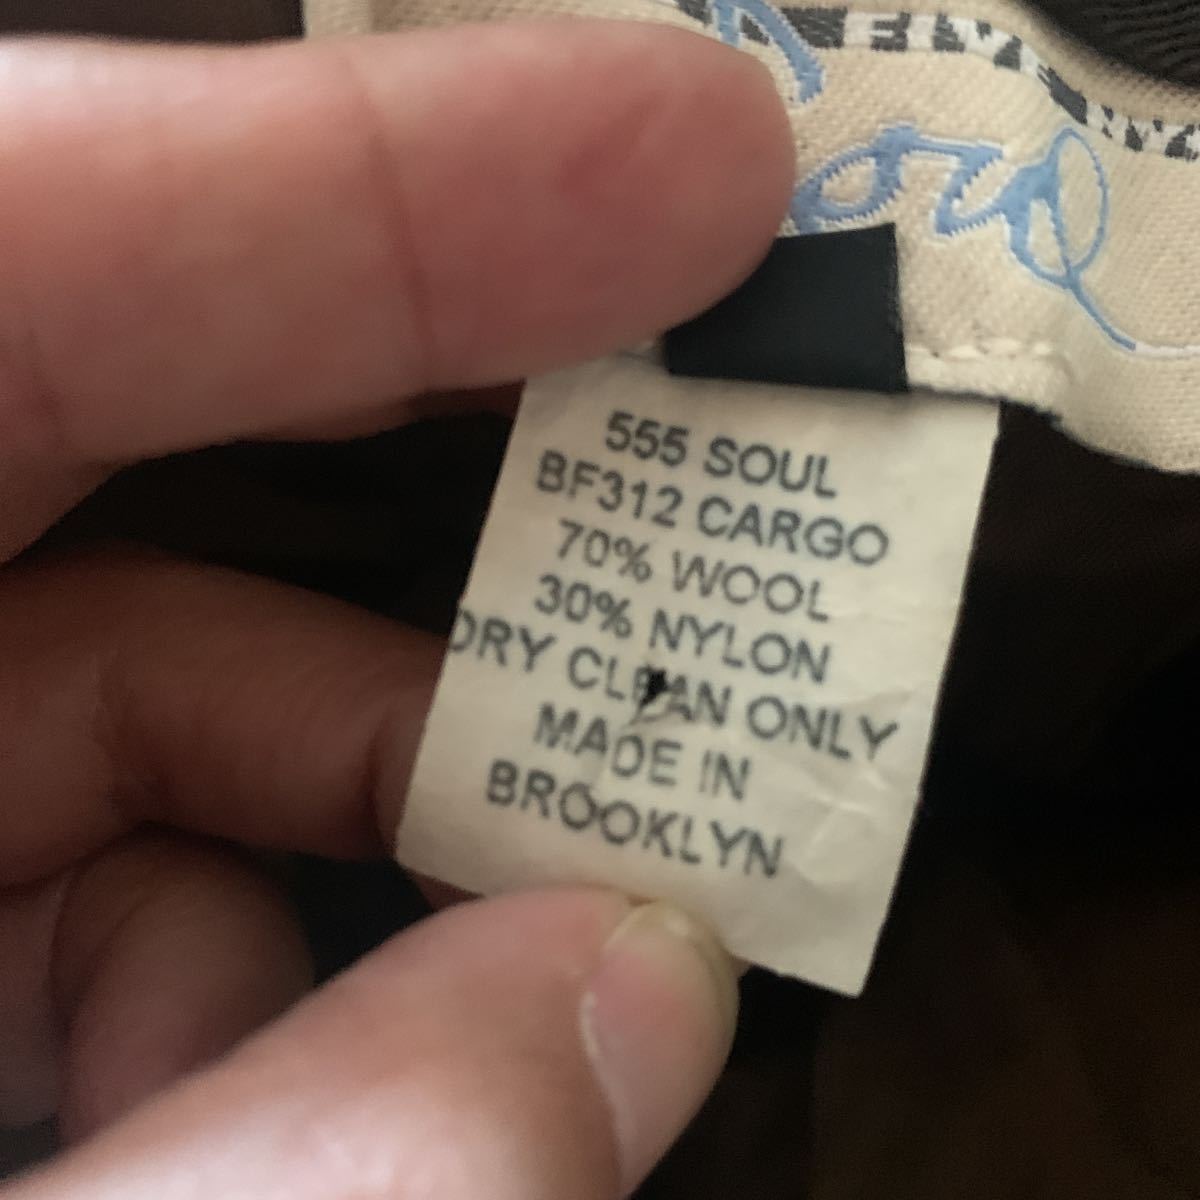 555 SOUL
BF312 CARGO
70% WOOL
30% NYLON
DRY CLEAN ONLY
MADE IN
BROOKLYN